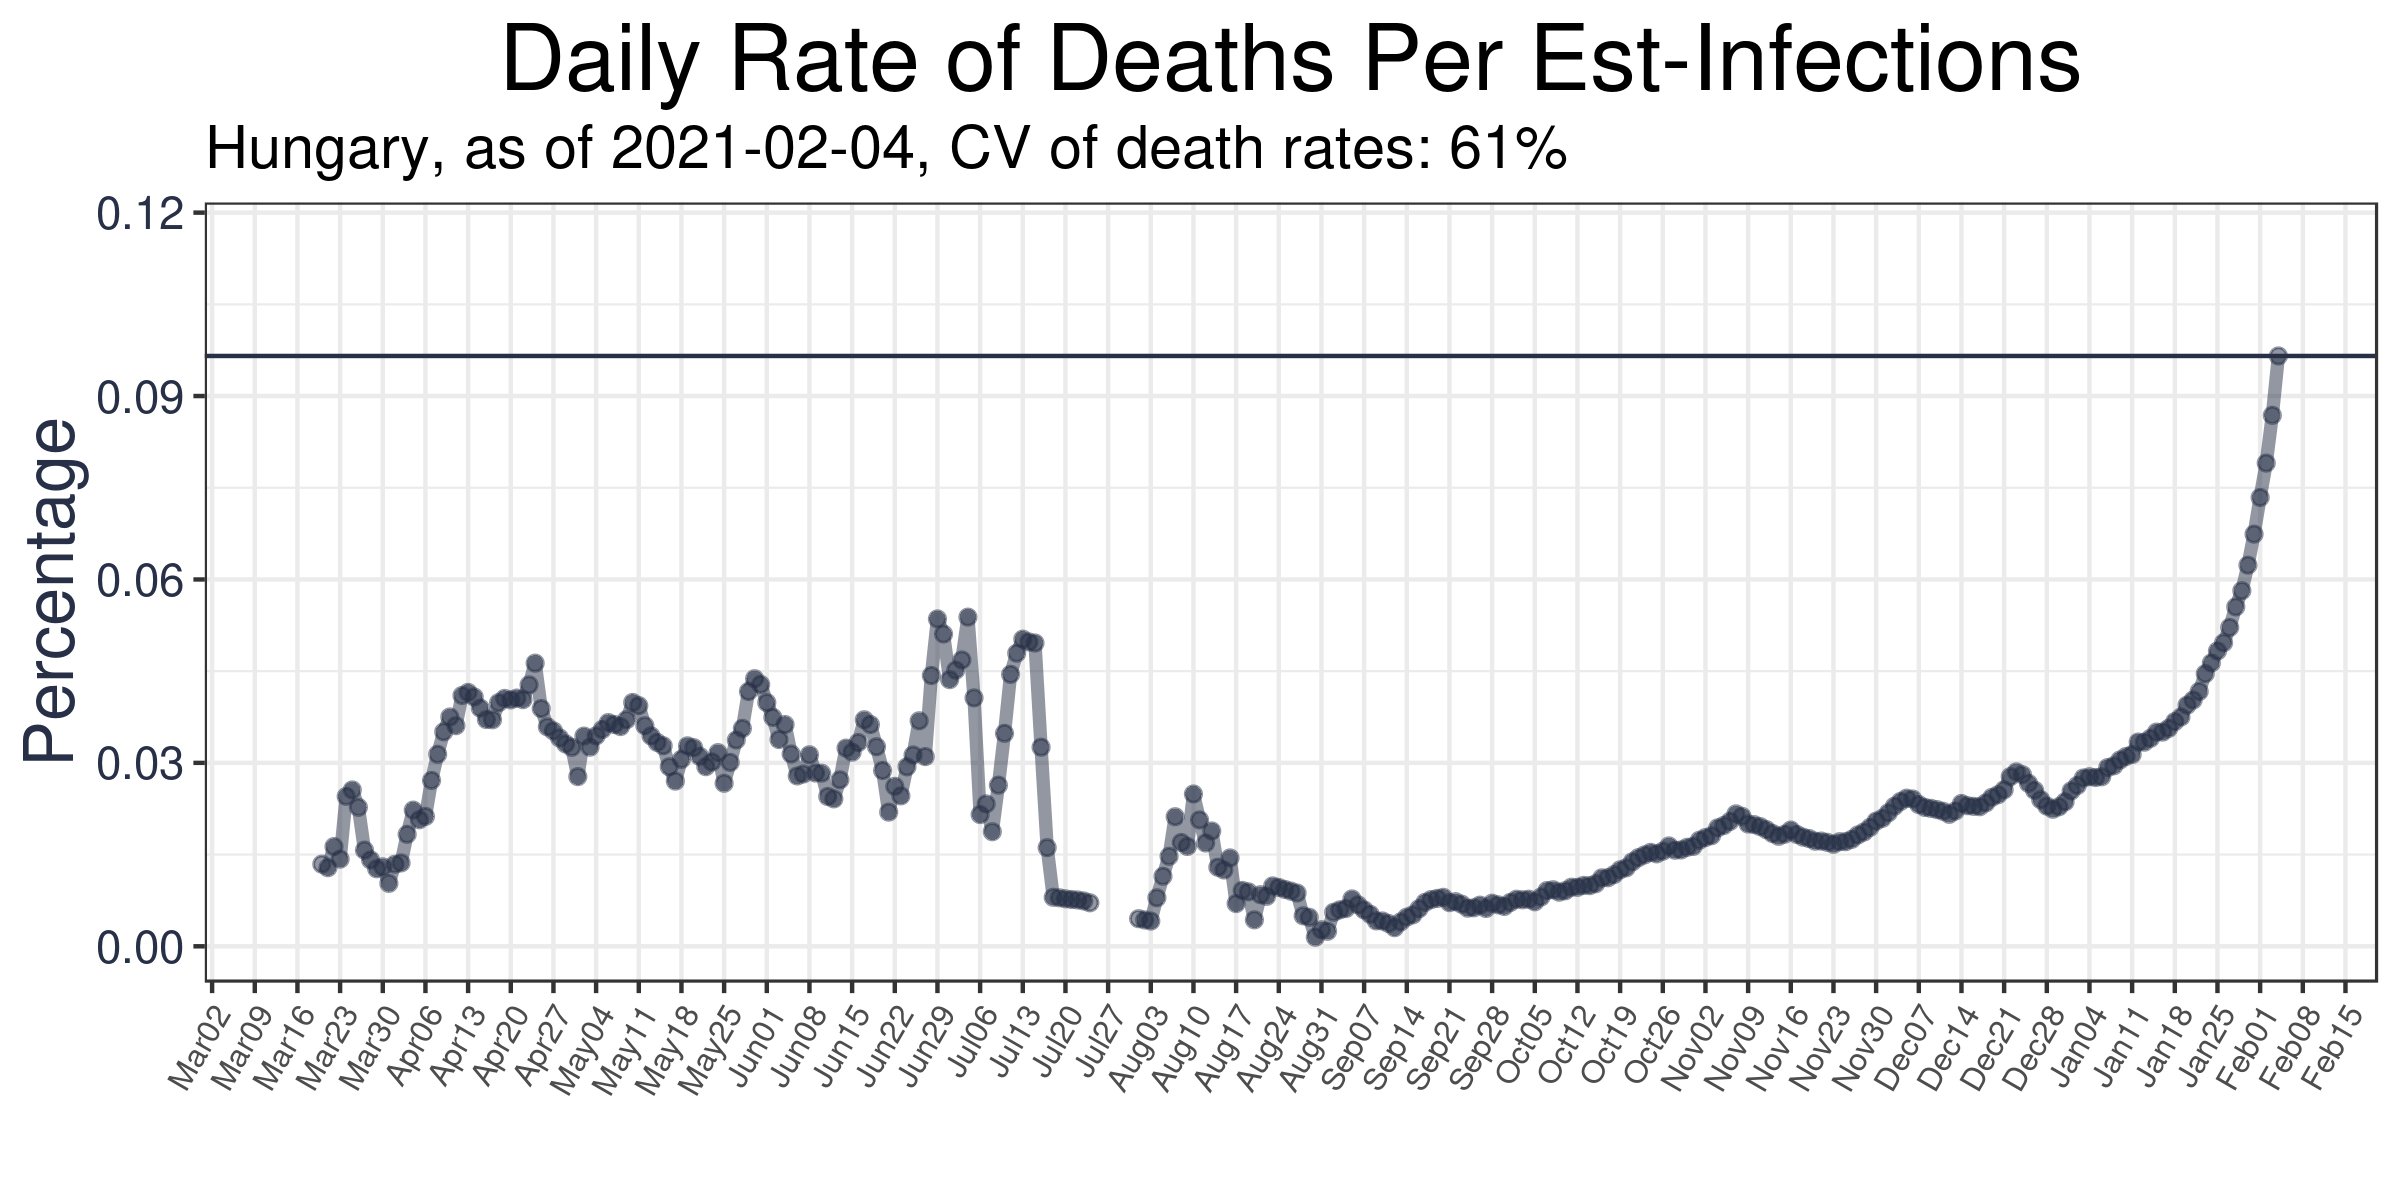 Daily Rate of Deaths Per Est-Infections
Hungary, as of 2021-02-04, CV of death rates: 61%
Percentage
0.12
0.09
0.06
0.03
0.00
Mar02
Mar09
Mar16
Mar23
Mar30
Apr06
Apr13
Apr20
Apr27
May04
May11
May18
May25
Jun01
Jun08
Jun15
Jun22
Jun29
Jul06
Jul13
Jul20
Jul27
Aug03
Aug10
Aug17
Aug24
Aug31
Sep07
Sep14
Sep21
Sep28
Oct05
Oct12
Oct19
Oct26
Nov02
Nov09
Nov16
Nov23
Nov30
Dec07
Dec14
Dec21
Dec28
Jan04
Jan11
Jan18
Jan25
Feb01
Feb08
Feb15